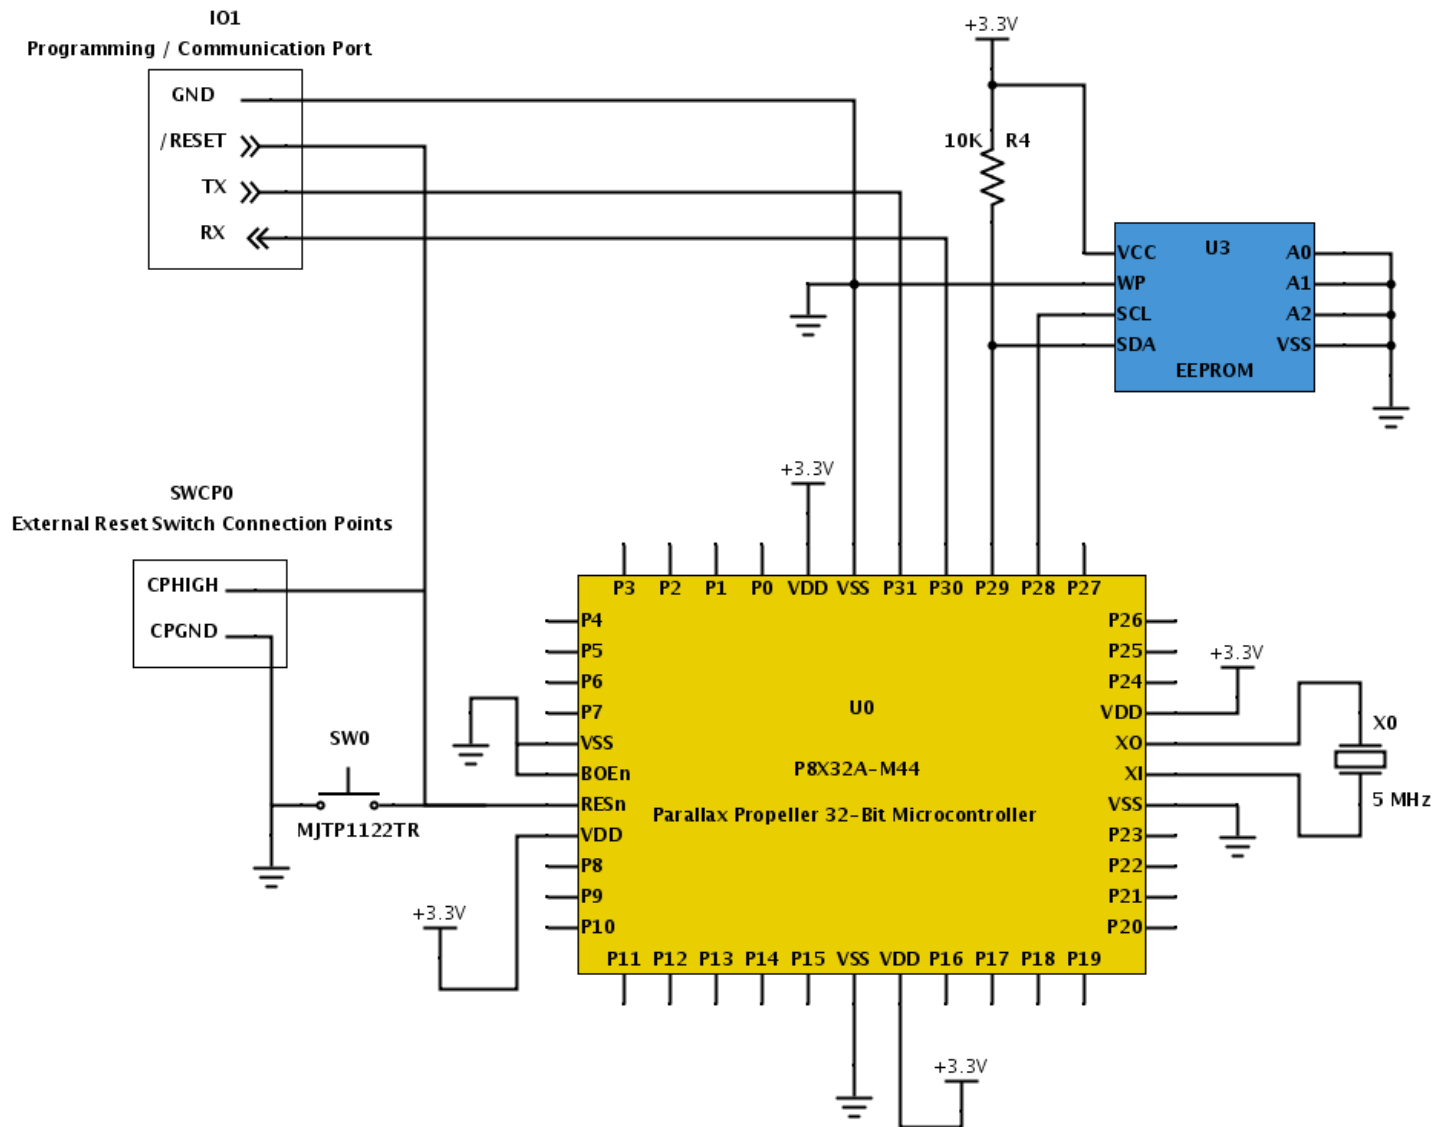 IO1
Programming / Communication Port
GND
/RESET
TX
RX
+3.3V
10K R4
U3
VCC
WP
SCL
SDA
A0
A1
A2
VSS
EEPROM
SWCP0
External Reset Switch Connection Points
CPHIGH
CPGND
+3.3V
P3 P2 P1 P0 VDD VSS P31 P30 P29 P28 P27
P4
P5
P6
P7
VSS
BOEn
RESn
VDD
P8
P9
P10
U0
P8X32A-M44
Parallax Propeller 32-Bit Microcontroller
P26
P25
P24
VDD
XO
XI
VSS
P23
P22
P21
P20
P11 P12 P13 P14 P15 VSS VDD P16 P17 P18 P19
+3.3V
X0
5 MHz
SW0
MJTP1122TR
+3.3V
+3.3V